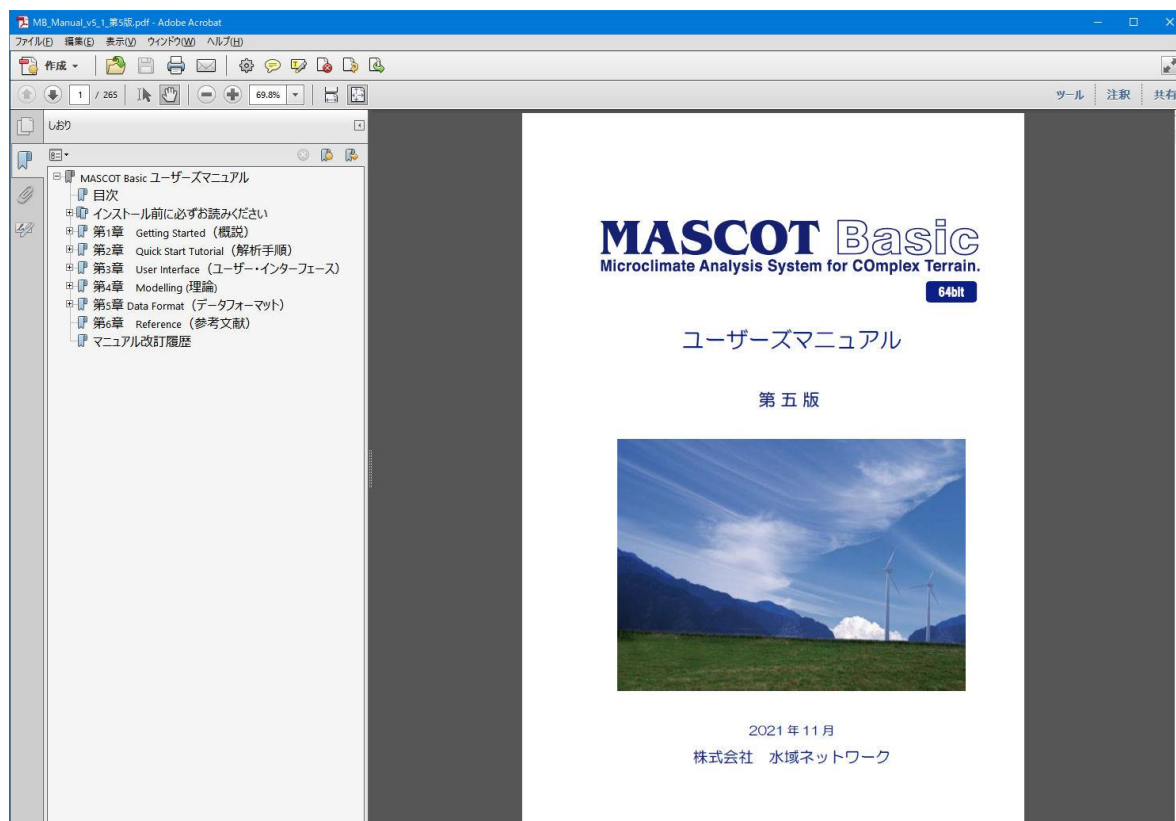 MB_Manual_v5_1_第5版.pdf - Adobe Acrobat
ファイル(F) 編集(E) 表示(V) ウィンドウ(W) ヘルプ(H)
作成
1 / 265 69.8% ツール 注釈 共有
しおり
MASCOT Basic ユーザーズマニュアル
目次
インストール前に必ずお読みください
第1章 Getting Started（概説）
第2章 Quick Start Tutorial（解析手順）
第3章 User Interface（ユーザー・インターフェース）
第4章 Modelling (理論)
第5章 Data Format（データフォーマット）
第6章 Reference（参考文献）
マニュアル改訂履歴
MASCOT Basic
Microclimate Analysis System for COmplex Terrain.
64bit
ユーザーズマニュアル
第五版
2021年11月
株式会社 水域ネットワーク